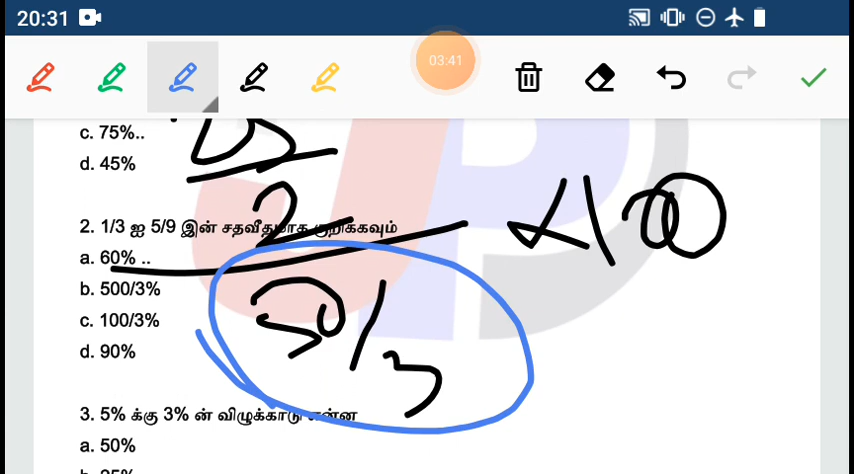 20:31
03:41
c. 75%..
d. 45%
2
× 100
2. 1/3 ஐ 5/9 இன் சதவீதமாக குறிக்கவும்
a. 60% ..
b. 500/3%
50/3
c. 100/3%
d. 90%
3. 5% க்கு 3% ன் விழுக்காடு என்ன
a. 50%